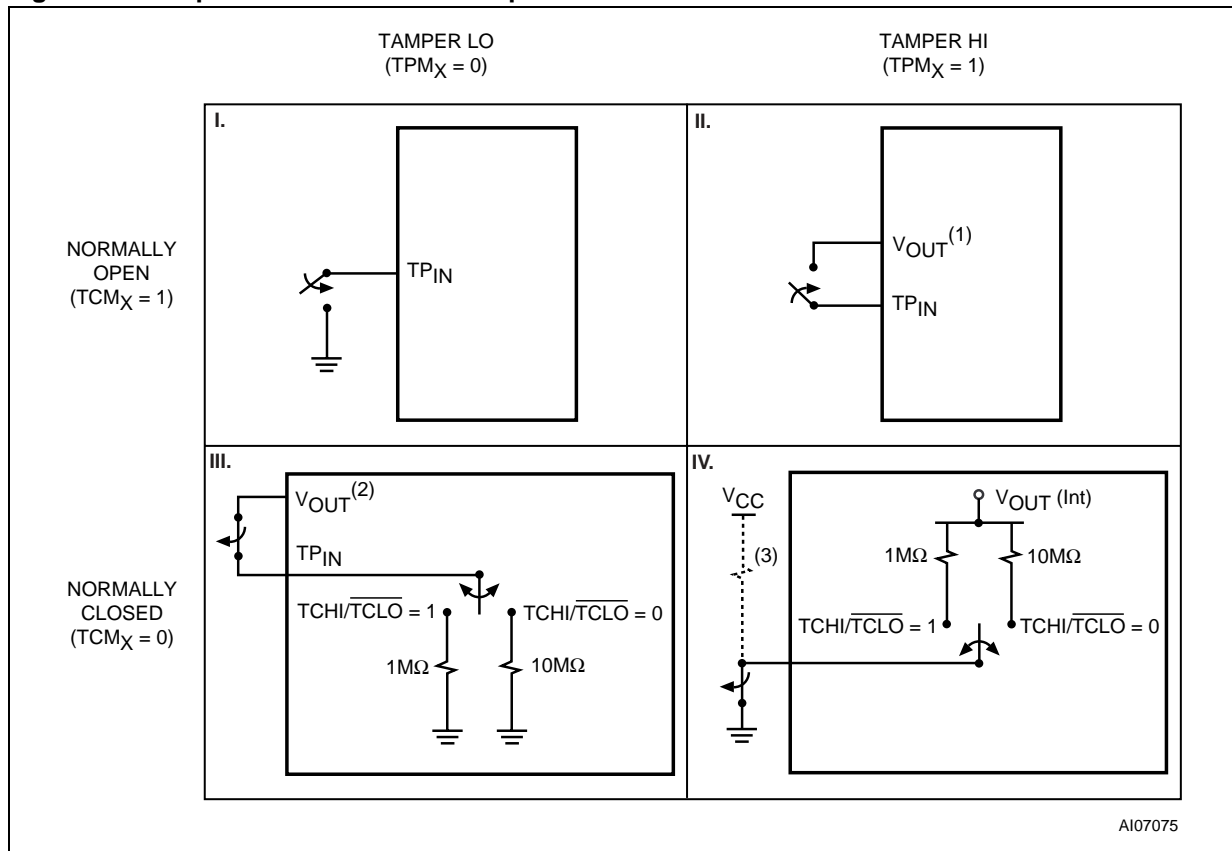 TAMPER LO
(TPMX = 0)
TAMPER HI
(TPMX = 1)
NORMALLY
OPEN
(TCMX = 1)
I.
TPIN
II.
VOUT(1)
TPIN
NORMALLY
CLOSED
(TCMX = 0)
III.
VOUT(2)
TPIN
TCHI/TCLO = 1
TCHI/TCLO = 0
1MΩ
10MΩ
IV.
VCC
(3)
VOUT (Int)
1MΩ
10MΩ
TCHI/TCLO = 1
TCHI/TCLO = 0
AI07075